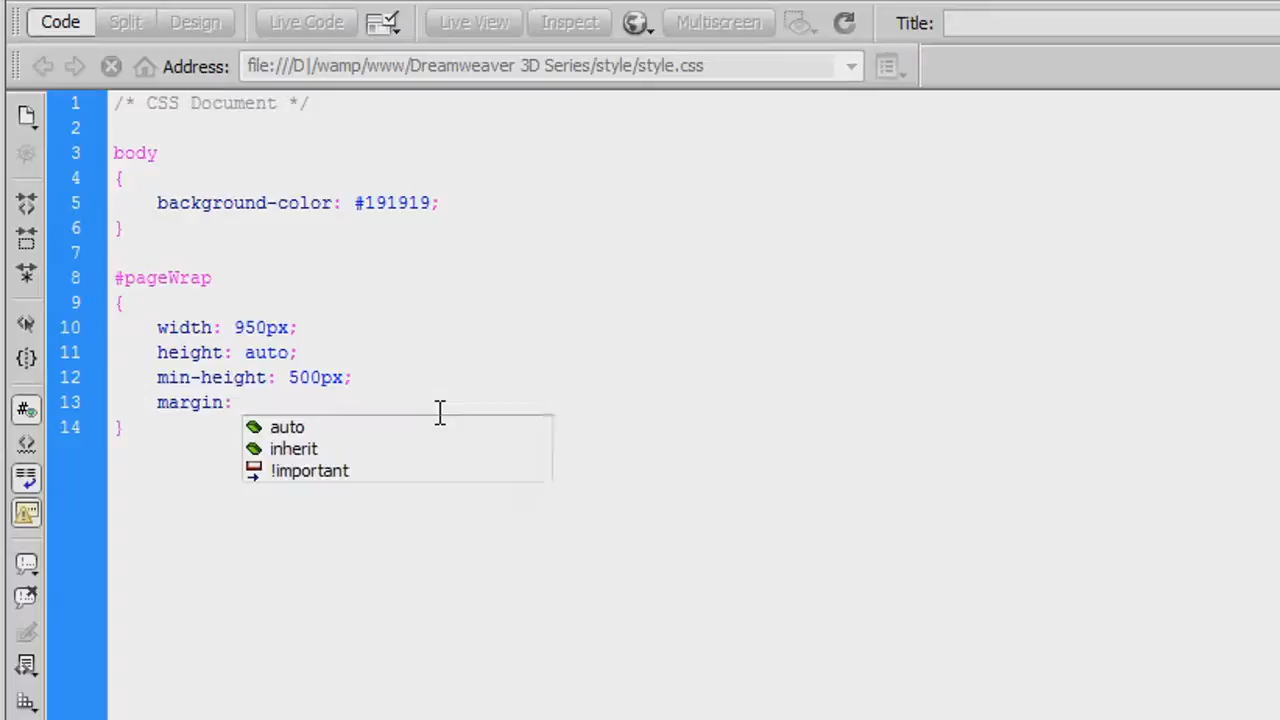 Code Split Design Live Code Live View Inspect Multiscreen Title:
Address: file:///D|/wamp/www/Dreamweaver 3D Series/style/style.css
1 /* CSS Document */
2
3 body
4 {
5 background-color: #191919;
6 }
7
8 #pageWrap
9 {
10 width: 950px;
11 height: auto;
12 min-height: 500px;
13 margin:
14 }
auto
inherit
!important